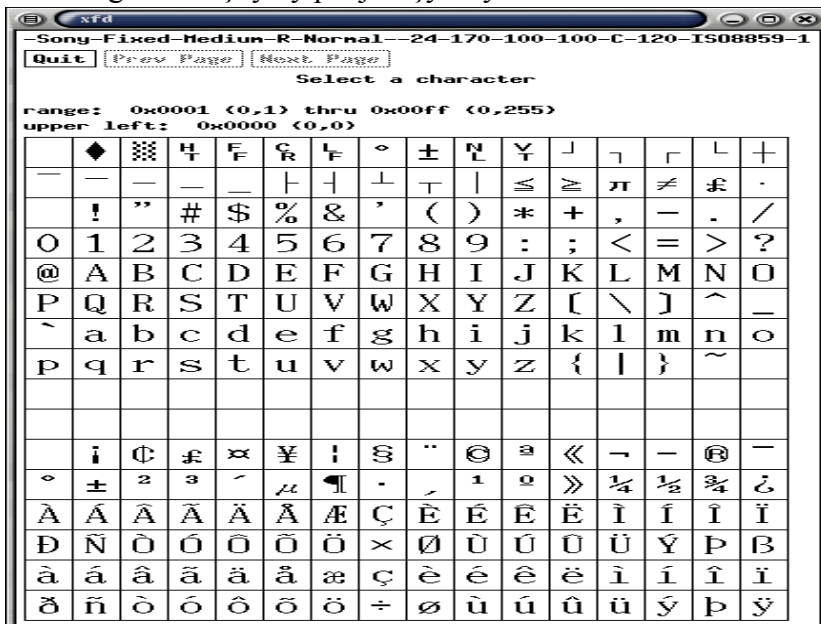 xfd
-Sony-Fixed-Medium-R-Normal--24-170-100-100-C-120-ISO8859-1
Quit Prev Page Next Page
Select a character
range: 0x0001 (0,1) thru 0x00ff (0,255)
upper left: 0x0000 (0,0)
♦ ▒ ␉ ␌ ␍ ␊ ° ± ␤ ␋ ┘ ┐ ┌ └ ┼
⎺ ⎻ ─ ⎼ ⎽ ├ ┤ ┴ ┬ │ ≤ ≥ π ≠ £ ·
! " # $ % & ' ( ) * + , - . /
0 1 2 3 4 5 6 7 8 9 : ; < = > ?
@ A B C D E F G H I J K L M N O
P Q R S T U V W X Y Z [ \ ] ^ _
` a b c d e f g h i j k l m n o
p q r s t u v w x y z { | } ~
¡ ¢ £ ¤ ¥ ¦ § ¨ © ª « ¬ - ® ¯
° ± ² ³ ´ µ ¶ · ¸ ¹ º » ¼ ½ ¾ ¿
À Á Â Ã Ä Å Æ Ç È É Ê Ë Ì Í Î Ï
Ð Ñ Ò Ó Ô Õ Ö × Ø Ù Ú Û Ü Ý Þ ß
à á â ã ä å æ ç è é ê ë ì í î ï
ð ñ ò ó ô õ ö ÷ ø ù ú û ü ý þ ÿ